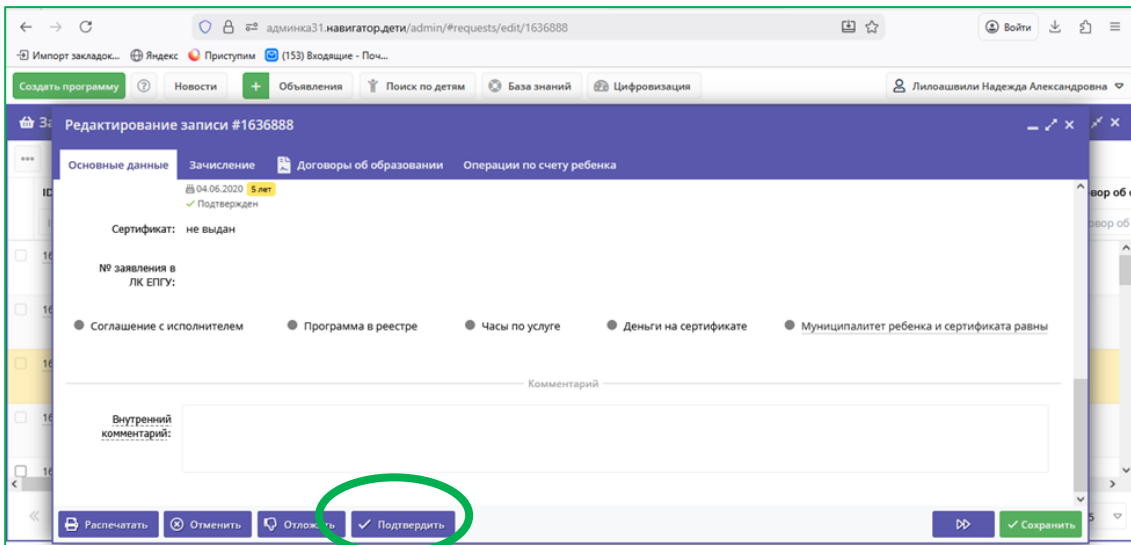 админка31.навигатор.дети/admin/#requests/edit/1636888 Войти
Импорт закладок... Яндекс Приступим (153) Входящие - Поч...
Создать программу ? Новости + Объявления Поиск по детям База знаний Цифровизация Лилоашвили Надежда Александровна
За Редактирование записи #1636888
Основные данные Зачисление Договоры об образовании Операции по счету ребенка
04.06.2020 5 лет
Подтвержден
Сертификат: не выдан
№ заявления в
ЛК ЕПГУ:
Соглашение с исполнителем Программа в реестре Часы по услуге Деньги на сертификате Муниципалитет ребенка и сертификата равны
Комментарий
Внутренний
комментарий:
Распечатать Отменить Отложить Подтвердить Сохранить